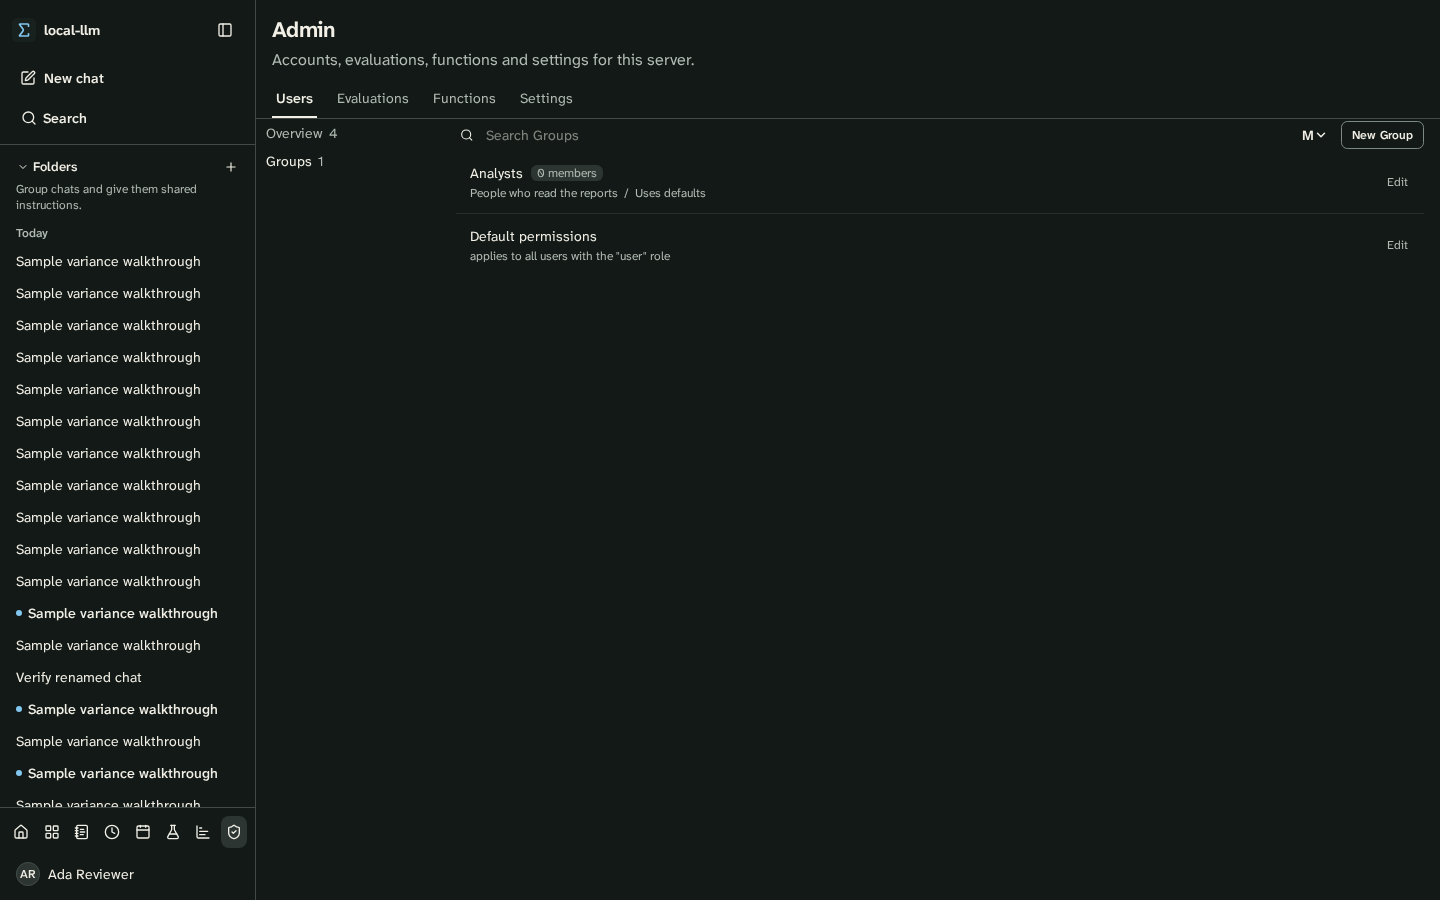 local-llm
New chat
Search
Folders
Group chats and give them shared
instructions.
Today
Sample variance walkthrough
Sample variance walkthrough
Sample variance walkthrough
Sample variance walkthrough
Sample variance walkthrough
Sample variance walkthrough
Sample variance walkthrough
Sample variance walkthrough
Sample variance walkthrough
Sample variance walkthrough
Sample variance walkthrough
Sample variance walkthrough
Sample variance walkthrough
Verify renamed chat
Sample variance walkthrough
Sample variance walkthrough
Sample variance walkthrough
Sample variance walkthrough
AR Ada Reviewer
Admin
Accounts, evaluations, functions and settings for this server.
Users Evaluations Functions Settings
Overview 4
Groups 1
Search Groups M New Group
Analysts 0 members
People who read the reports / Uses defaults
Edit
Default permissions
applies to all users with the "user" role
Edit